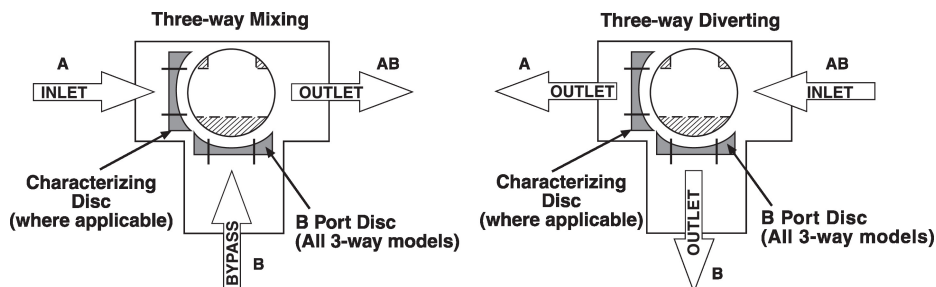 Three-way Mixing
A
INLET
AB
OUTLET
Characterizing
Disc
(where applicable)
B Port Disc
(All 3-way models)
BYPASS
B
Three-way Diverting
A
OUTLET
AB
INLET
Characterizing
Disc
(where applicable)
B Port Disc
(All 3-way models)
OUTLET
B